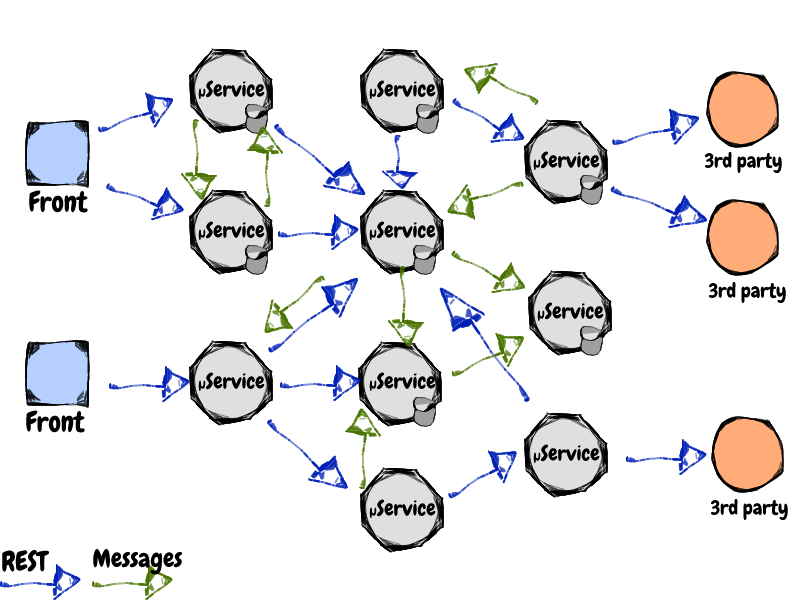 μService
μService
μService
3rd party
Front
μService
μService
3rd party
μService
μService
μService
Front
μService
3rd party
μService
REST
Messages